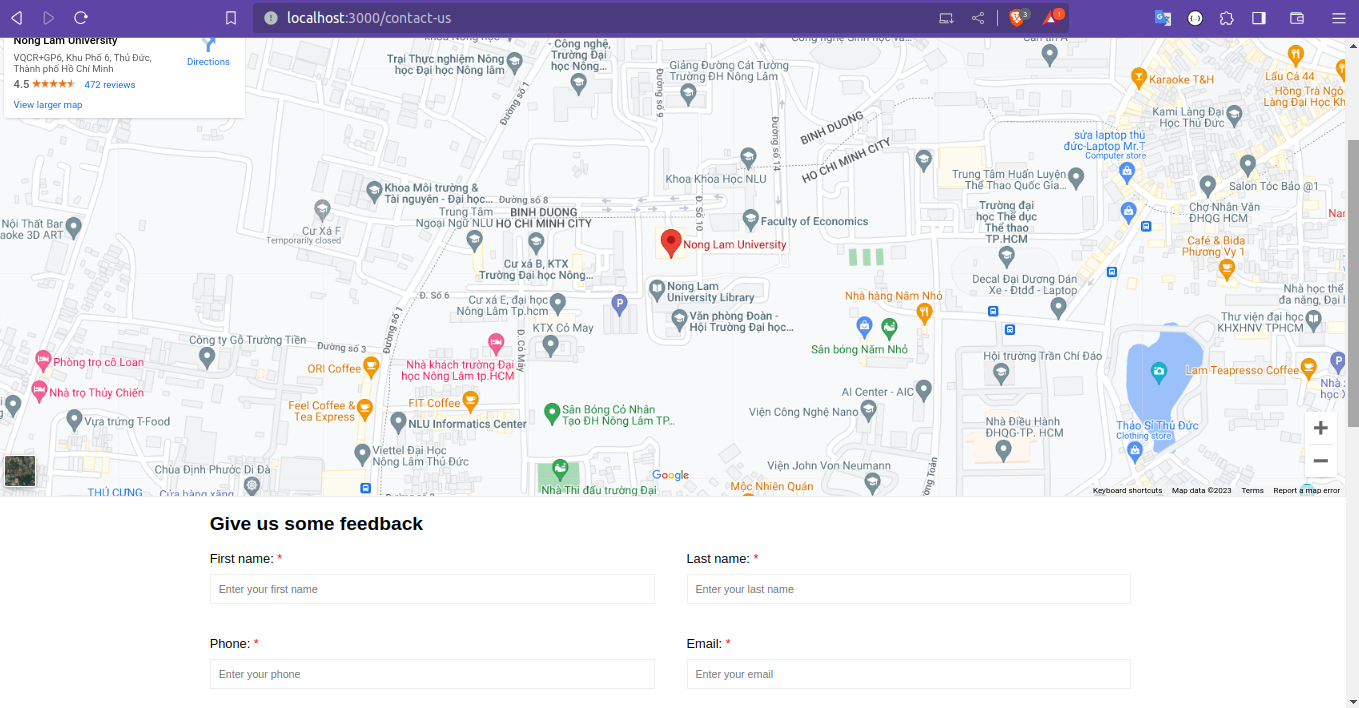 localhost:3000/contact-us
3
1
Nong Lam University
VQCR+GP6, Khu Phố 6, Thủ Đức,
Thành phố Hồ Chí Minh
Directions
4.5
472 reviews
View larger map
Trại Thực nghiệm Nông
học Đại học Nông lâm
- Công nghệ,
Trường Đại
học Nông...
Đường số 1
Đường số 9
Giảng Đường Cát Tường
Trường ĐH Nông Lâm
Đường số 14
BINH DUONG
HO CHI MINH CITY
Karaoke T&H
Lẩu Cá 44
Hồng Trà Ngô
Làng Đại Học
Kami Làng Đại
Học Thủ Đức
sửa laptop thủ
đức-Laptop Mr.T
Computer store
Khoa Khoa Học NLU
Trung Tâm Huấn Luyện
Thể Thao Quốc Gia...
Salon Tóc Bảo @1
Khoa Môi trường &
Tài nguyên - Đại học...
Đường số 8
Trung Tâm
Ngoại Ngữ NLU
BINH DUONG
HO CHI MINH CITY
Đ. Số 10
Faculty of Economics
Trường đại
học Thể dục
Thể thao
TP.HCM
Chợ Nhân Văn
ĐHQG HCM
Nội Thất Bar
aoke 3D ART
Cư Xá F
Temporarily closed
Nong Lam University
Café & Bida
Phương Vy 1
Cư xá B, KTX
Trường Đại học Nông...
Decal Đại Dương Dán
Xe - Dtdđ - Laptop
Nong Lam
University Library
Đ. Số 6
Cư xá E, đại học
Nông Lâm Tp.hcm
P
Nhà hàng Năm Nhỏ
Nhà học thể
đa năng, Đại
Văn phòng Đoàn -
Hội Trường Đại học...
KTX Cỏ May
Đ. Cỏ May
Đường số 1
Thư viện đại học
KHXHNV TPHCM
Công ty Gỗ Trường Tiền
Đường số 3
Sân bóng Năm Nhỏ
Hội trường Trần Chí Đáo
Phòng trọ cô Loan
ORI Coffee
Nhà khách trường Đại
học Nông Lâm tp.HCM
Lam Teapresso Coffee
P
Nhà trọ Thủy Chiến
AI Center - AIC
Feel Coffee &
Tea Express
FIT Coffee
Sân Bóng Cỏ Nhân
Tạo ĐH Nông Lâm TP...
Viện Công Nghệ Nano
Vựa trứng T-Food
NLU Informatics Center
Nhà Điều Hành
ĐHQG-TP. HCM
Thảo Sĩ Thủ Đức
Clothing store
Viettel Đại Học
Nông Lâm Thủ Đức
Chùa Định Phước Di Đà
Viện John Von Neumann
Google
THÚ CƯNG
Cửa hàng xăng
Nhà Thi đấu trường Đại
Mộc Nhiên Quán
Keyboard shortcuts
Map data ©2023
Terms
Report a map error
Give us some feedback
First name: *
Last name: *
Enter your first name
Enter your last name
Phone: *
Email: *
Enter your phone
Enter your email